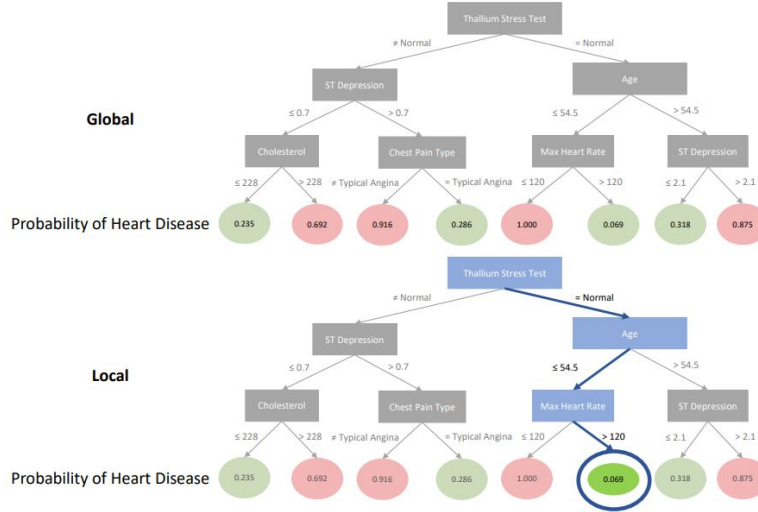 Thallium Stress Test
≠ Normal = Normal
ST Depression Age
≤ 0.7 > 0.7 ≤ 54.5 > 54.5
Global
Cholesterol Chest Pain Type Max Heart Rate ST Depression
≤ 228 > 228 ≠ Typical Angina = Typical Angina ≤ 120 > 120 ≤ 2.1 > 2.1
Probability of Heart Disease 0.235 0.692 0.916 0.286 1.000 0.069 0.318 0.875
Thallium Stress Test
≠ Normal = Normal
ST Depression Age
≤ 0.7 > 0.7 ≤ 54.5 > 54.5
Local
Cholesterol Chest Pain Type Max Heart Rate ST Depression
≤ 228 > 228 ≠ Typical Angina = Typical Angina ≤ 120 > 120 ≤ 2.1 > 2.1
Probability of Heart Disease 0.235 0.692 0.916 0.286 1.000 0.069 0.318 0.875